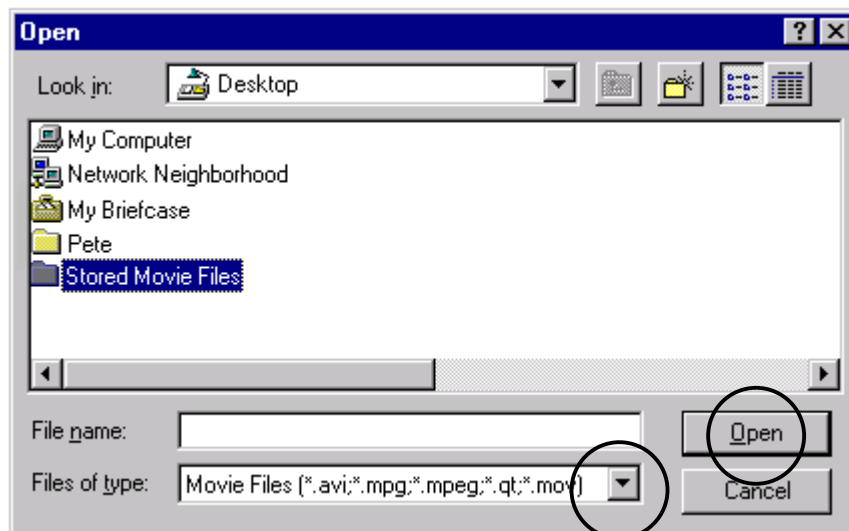 Open
Look in: Desktop
My Computer
Network Neighborhood
My Briefcase
Pete
Stored Movie Files
File name: Open
Files of type: Movie Files (*.avi;*.mpg;*.mpeg;*.qt;*.mov) Cancel